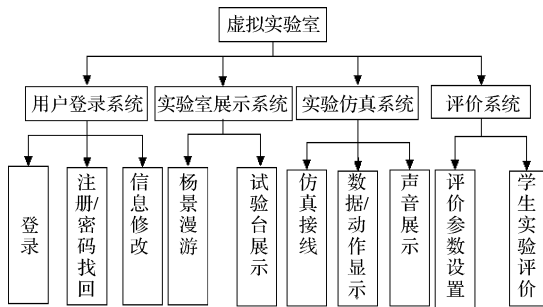 虚拟实验室
用户登录系统
实验室展示系统
实验仿真系统
评价系统
登录
注册/密码找回
信息修改
杨景漫游
试验台展示
仿真接线
数据/动作显示
声音展示
评价参数设置
学生实验评价